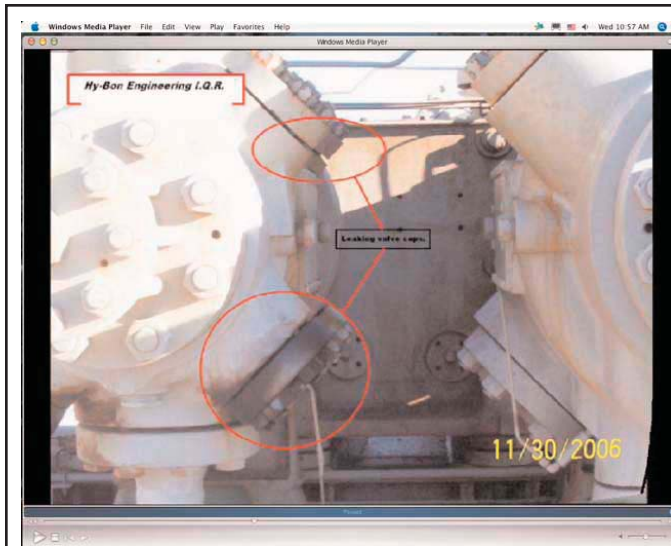 Windows Media Player File Edit View Play Favorites Help Wed 10:57 AM
Windows Media Player
Hy-Bon Engineering I.Q.R.
Leaking valve caps.
11/30/2006
Paused